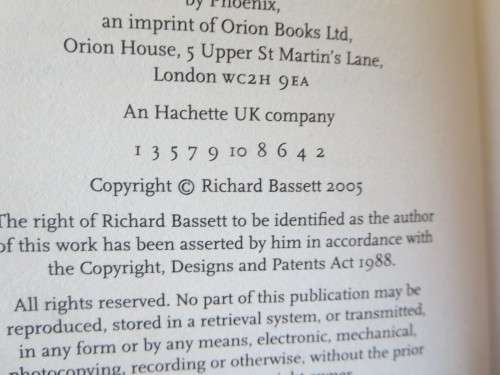 by Phoenix,
an imprint of Orion Books Ltd,
Orion House, 5 Upper St Martin's Lane,
London WC2H 9EA
An Hachette UK company
1 3 5 7 9 10 8 6 4 2
Copyright © Richard Bassett 2005
The right of Richard Bassett to be identified as the author
of this work has been asserted by him in accordance with
the Copyright, Designs and Patents Act 1988.
All rights reserved. No part of this publication may be
reproduced, stored in a retrieval system, or transmitted,
in any form or by any means, electronic, mechanical,
photocopying, recording or otherwise, without the prior